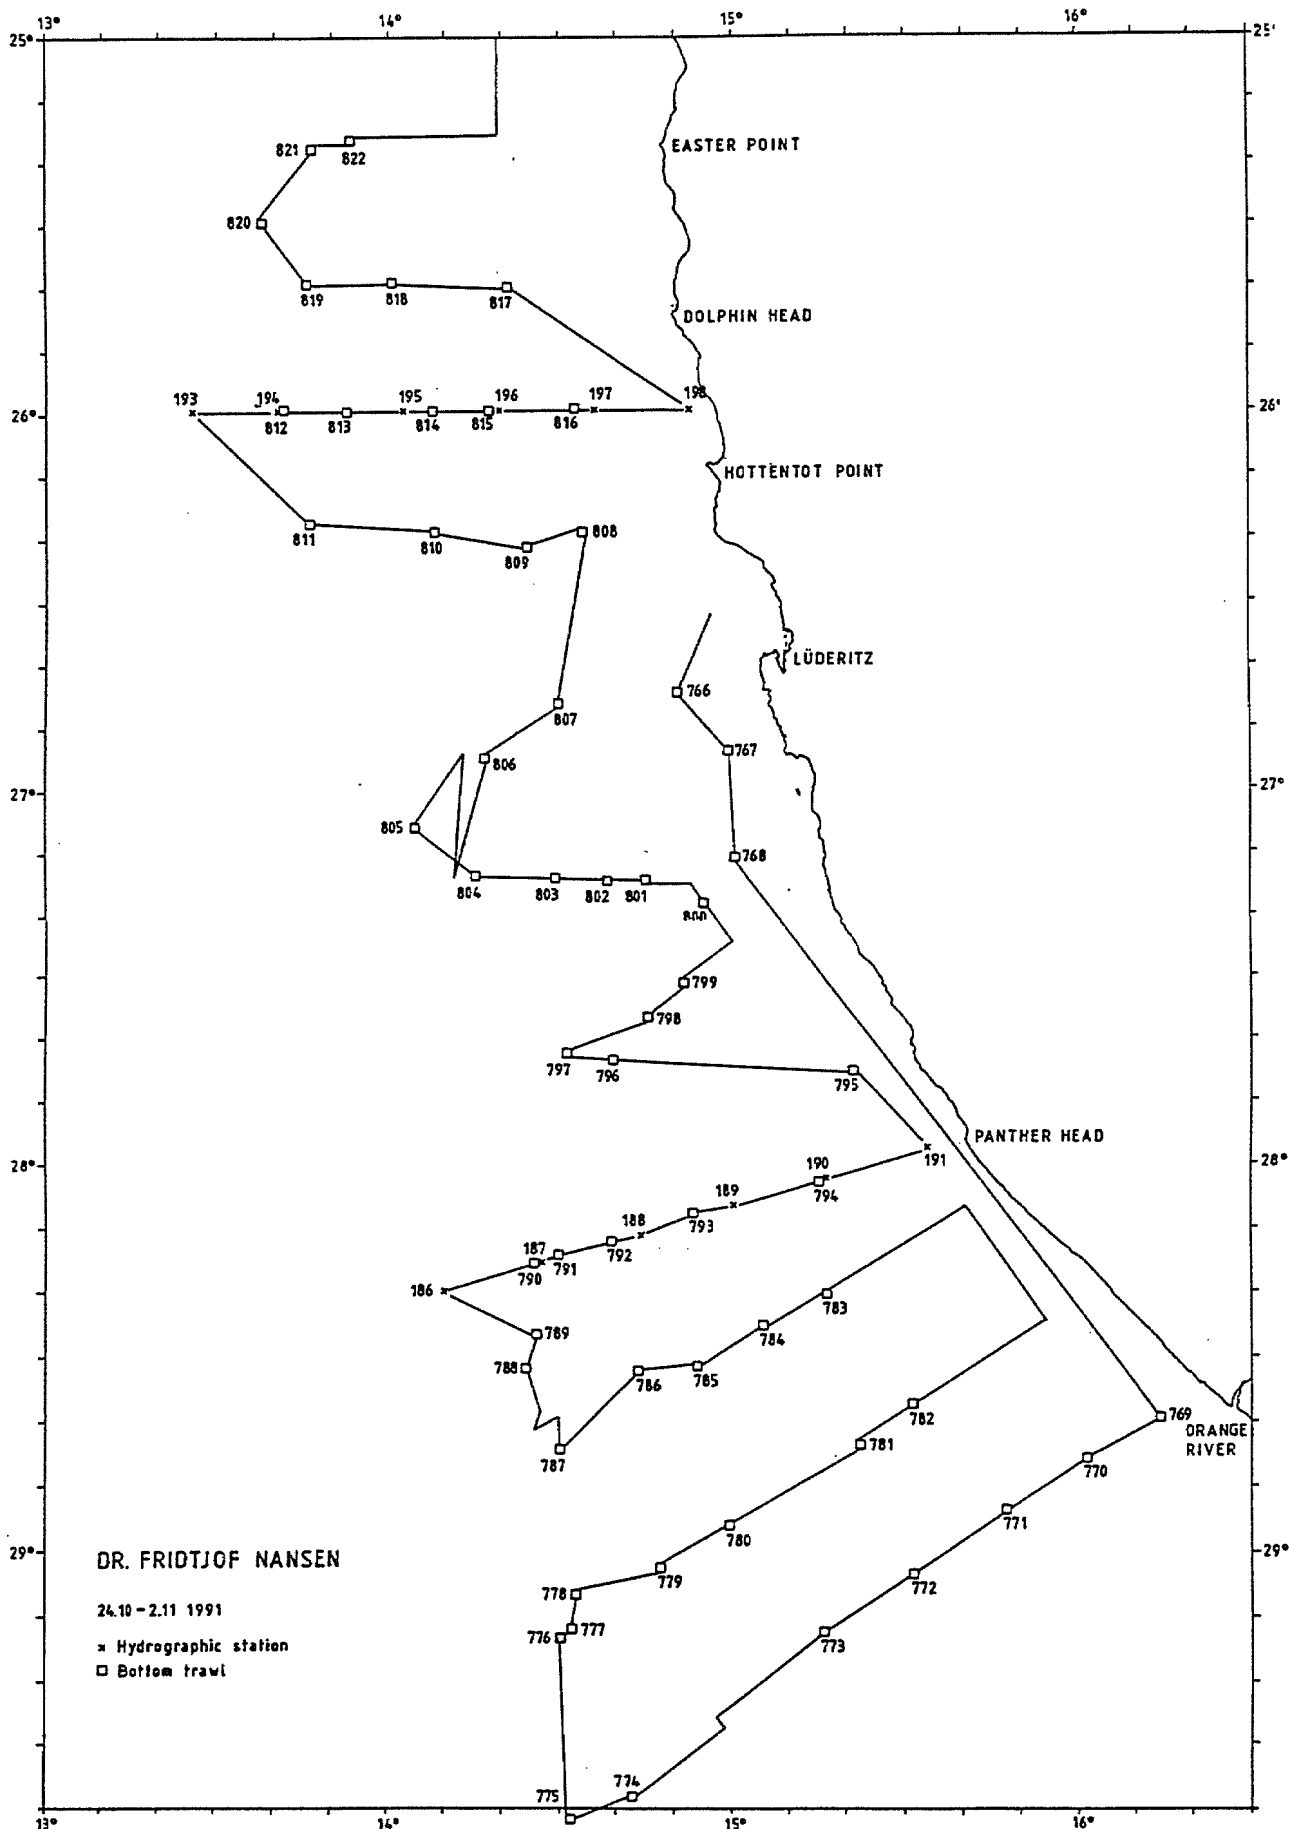 13° 14° 15° 16°
25° 25'
EASTER POINT
821
822
820
DOLPHIN HEAD
819 818 817
193 194 195 196 197 198
26° 26'
812 813 814 815 816
HOTTENTOT POINT
808
811 810 809
LÜDERITZ
766
807
767
806
27° 27°
805
768
804 803 802 801
800
799
798
797 796 795
PANTHER HEAD
191
28° 28°
190
794
189
188 793
187 792
790 791
186
783
789
784
788
786 785
782
769
ORANGE
RIVER
781
787
770
771
780
29° 29°
DR. FRIDTJOF NANSEN
779
772
778
24.10 - 2.11 1991
777
776
773
× Hydrographic station
□ Bottom trawl
774
775
13° 14° 15° 16°